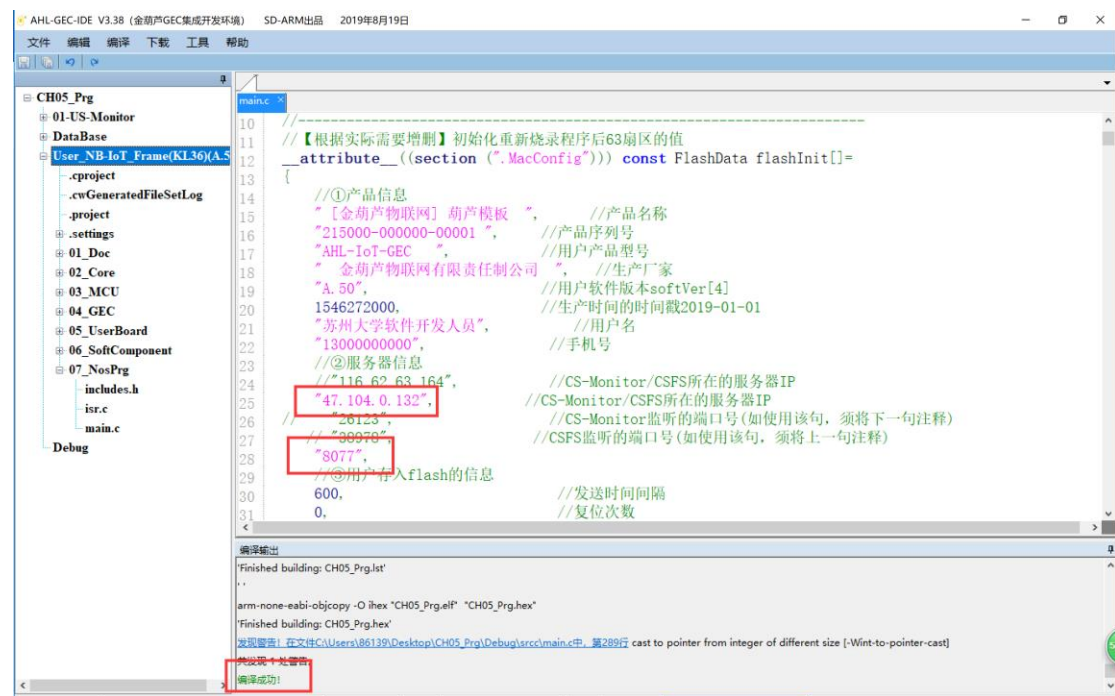 AHL-GEC-IDE V3.38 (金葫芦GEC集成开发环境) SD-ARM出品 2019年8月19日
文件 编辑 编译 下载 工具 帮助
CH05_Prg
01-US-Monitor
DataBase
User_NB-IoT_Frame(KL36)(A.5
.cproject
.cwGeneratedFileSetLog
.project
.settings
01_Doc
02_Core
03_MCU
04_GEC
05_UserBoard
06_SoftComponent
07_NosPrg
includes.h
isr.c
main.c
Debug
main.c ×
10 //----------------------------------------------------------------------
11 //【根据实际需要增删】初始化重新烧录程序后63扇区的值
12 __attribute__((section (".MacConfig"))) const FlashData flashInit[]=
13 {
14 //①产品信息
15 " [金葫芦物联网] 葫芦模板 ", //产品名称
16 "215000-000000-00001 ", //产品序列号
17 "AHL-IoT-GEC ", //用户产品型号
18 " 金葫芦物联网有限责任制公司 ", //生产厂家
19 "A.50", //用户软件版本softVer[4]
20 1546272000, //生产时间的时间戳2019-01-01
21 "苏州大学软件开发人员", //用户名
22 "13000000000", //手机号
23 //②服务器信息
24 //"116.62.63.164", //CS-Monitor/CSFS所在的服务器IP
25 "47.104.0.132", //CS-Monitor/CSFS所在的服务器IP
26 // "26123", //CS-Monitor监听的端口号(如使用该句，须将下一句注释)
27 // "38978", //CSFS监听的端口号(如使用该句，须将上一句注释)
28 "8077",
29 //③用户存入flash的信息
30 600, //发送时间间隔
31 0, //复位次数
编译输出
'Finished building: CH05_Prg.lst'
' '
arm-none-eabi-objcopy -O ihex "CH05_Prg.elf" "CH05_Prg.hex"
'Finished building: CH05_Prg.hex'
发现警告! 在文件C:\Users\86139\Desktop\CH05_Prg\Debug\srcc\main.c中，第289行 cast to pointer from integer of different size [-Wint-to-pointer-cast]
共发现 1 处警告,
编译成功!